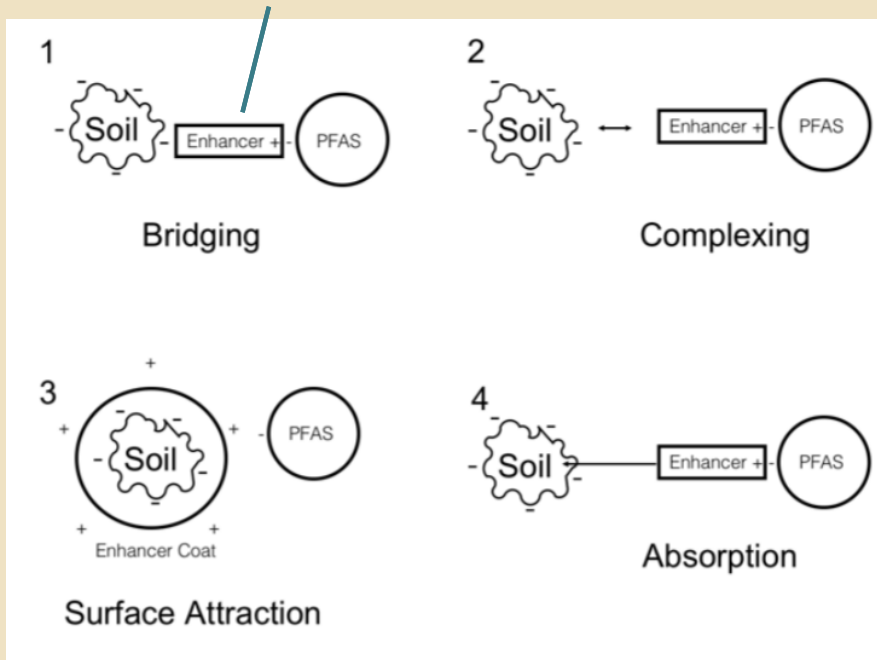 1
- - - - -
Soil
Enhancer +
-
PFAS
Bridging
2
- - - - -
Soil
Enhancer +
-
PFAS
Complexing
3
+ + + + +
- - - - -
Soil
-
PFAS
Enhancer Coat
Surface Attraction
4
- - - - -
Soil
Enhancer +
-
PFAS
Absorption